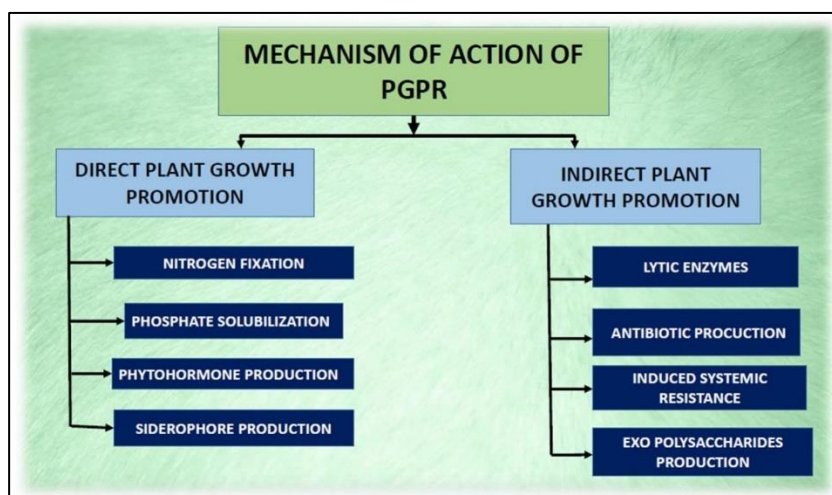 MECHANISM OF ACTION OF
PGPR
DIRECT PLANT GROWTH
PROMOTION
NITROGEN FIXATION
PHOSPHATE SOLUBILIZATION
PHYTOHORMONE PRODUCTION
SIDEROPHORE PRODUCTION
INDIRECT PLANT
GROWTH PROMOTION
LYTIC ENZYMES
ANTIBIOTIC PROCUCTION
INDUCED SYSTEMIC
RESISTANCE
EXO POLYSACCHARIDES
PRODUCTION